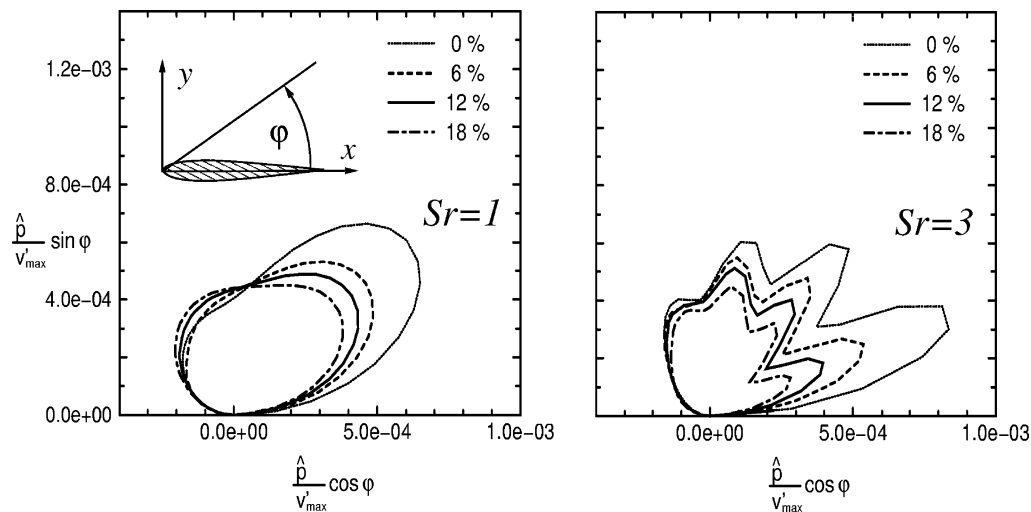 0 %
6 %
12 %
18 %
1.2e−03
8.0e−04
4.0e−04
0.0e+00
y
φ
x
Sr=1
p̂
v'max
sin φ
0.0e+00 5.0e−04 1.0e−03
p̂
v'max
cos φ
0 %
6 %
12 %
18 %
Sr=3
0.0e+00 5.0e−04 1.0e−03
p̂
v'max
cos φ